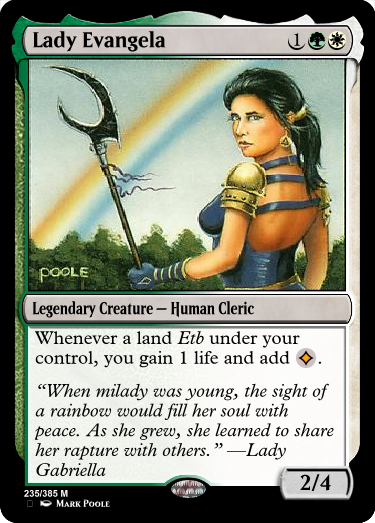 Lady Evangela 1
POOLE
Legendary Creature — Human Cleric
Whenever a land Etb under your
control, you gain 1 life and add .
“When milady was young, the sight of
a rainbow would fill her soul with
peace. As she grew, she learned to share
her rapture with others.” —Lady
Gabriella
2/4
235/385 M
MARK POOLE